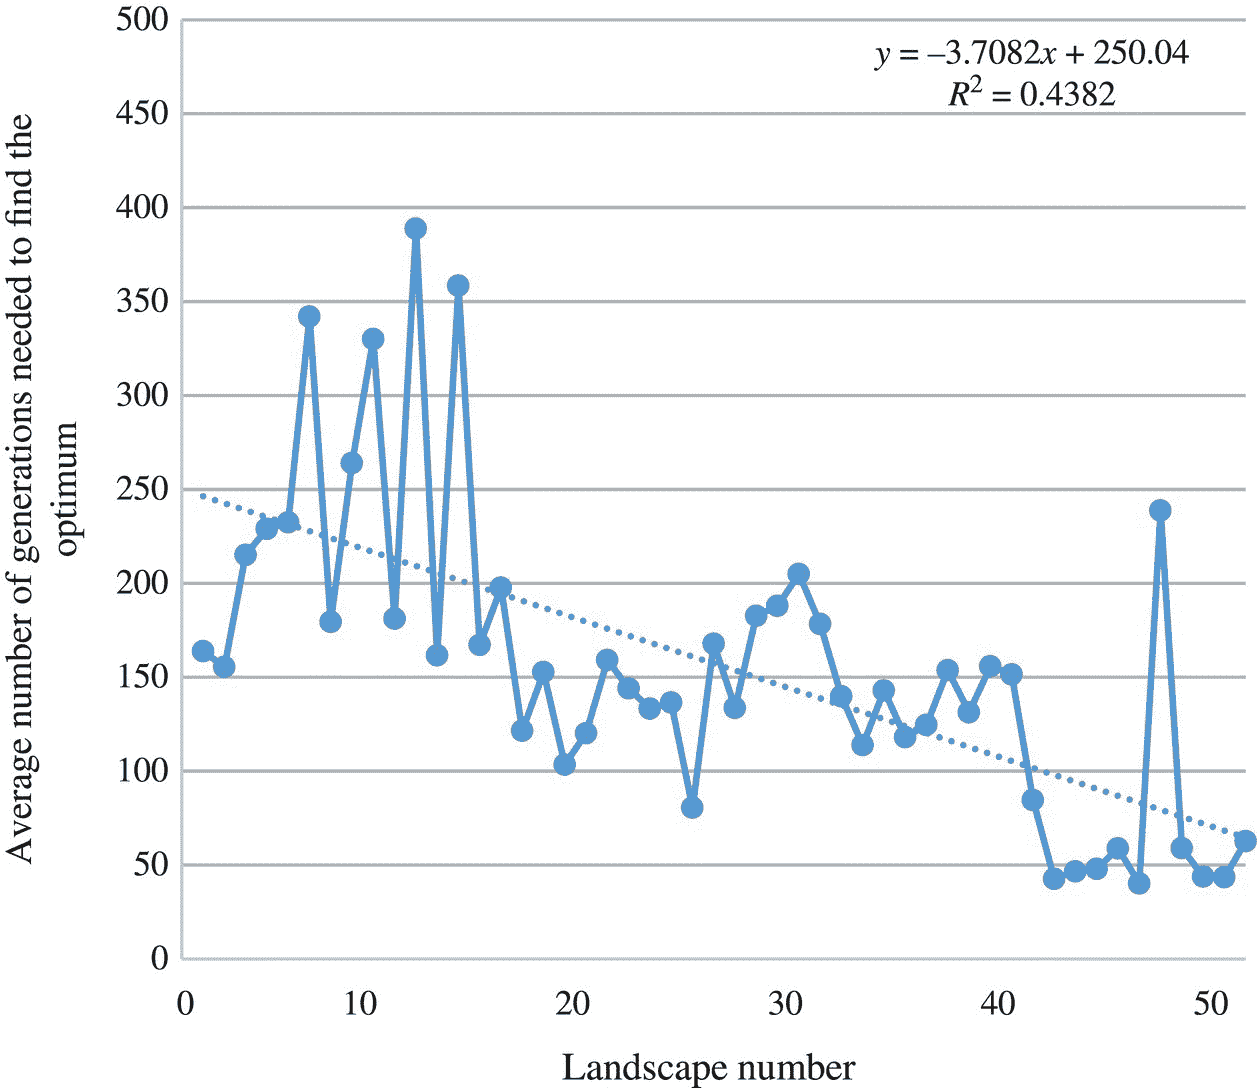 500
y = –3.7082x + 250.04
R² = 0.4382
450
400
350
300
250
200
150
100
50
0
Average number of generations needed to find the
optimum
0 10 20 30 40 50
Landscape number